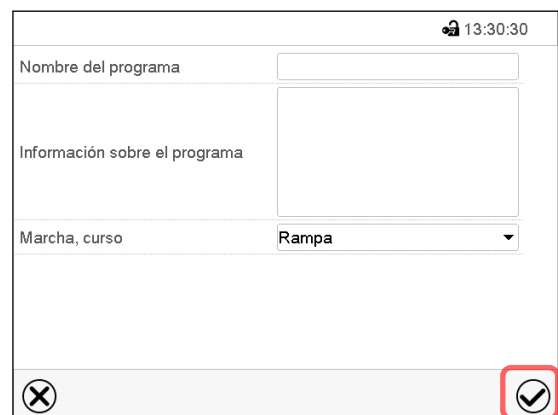 13:30:30
Nombre del programa
Información sobre el programa
Marcha, curso
Rampa